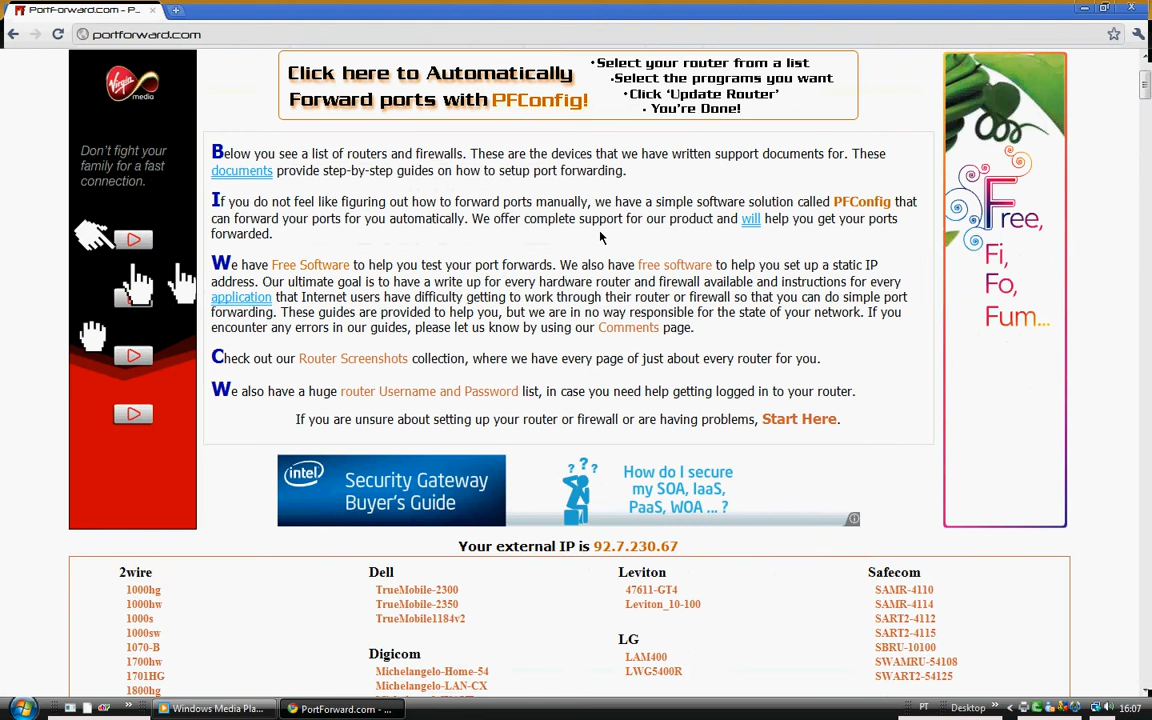 PortForward.com - P...
portforward.com
Virgin
media
Don't fight your
family for a fast
connection.
Click here to Automatically
Forward ports with PFConfig!
•Select your router from a list
•Select the programs you want
•Click 'Update Router'
• You're Done!
Free,
Fi,
Fo,
Fum...
Below you see a list of routers and firewalls. These are the devices that we have written support documents for. These
documents provide step-by-step guides on how to setup port forwarding.
If you do not feel like figuring out how to forward ports manually, we have a simple software solution called PFConfig that
can forward your ports for you automatically. We offer complete support for our product and will help you get your ports
forwarded.
We have Free Software to help you test your port forwards. We also have free software to help you set up a static IP
address. Our ultimate goal is to have a write up for every hardware router and firewall available and instructions for every
application that Internet users have difficulty getting to work through their router or firewall so that you can do simple port
forwarding. These guides are provided to help you, but we are in no way responsible for the state of your network. If you
encounter any errors in our guides, please let us know by using our Comments page.
Check out our Router Screenshots collection, where we have every page of just about every router for you.
We also have a huge router Username and Password list, in case you need help getting logged in to your router.
If you are unsure about setting up your router or firewall or are having problems, Start Here.
intel
Security Gateway
Buyer's Guide
? ? ?
How do I secure
my SOA, IaaS,
PaaS, WOA ... ?
Your external IP is 92.7.230.67
2wire
1000hg
1000hw
1000s
1000sw
1070-B
1700hw
1701HG
1800hg
Dell
TrueMobile-2300
TrueMobile-2350
TrueMobile1184v2
Digicom
Michelangelo-Home-54
Michelangelo-LAN-CX
Leviton
47611-GT4
Leviton_10-100
LG
LAM400
LWG5400R
Safecom
SAMR-4110
SAMR-4114
SART2-4112
SART2-4115
SBRU-10100
SWAMRU-54108
SWART2-54125
Windows Media Pla...
PortForward.com - ...
PT
Desktop
16:07